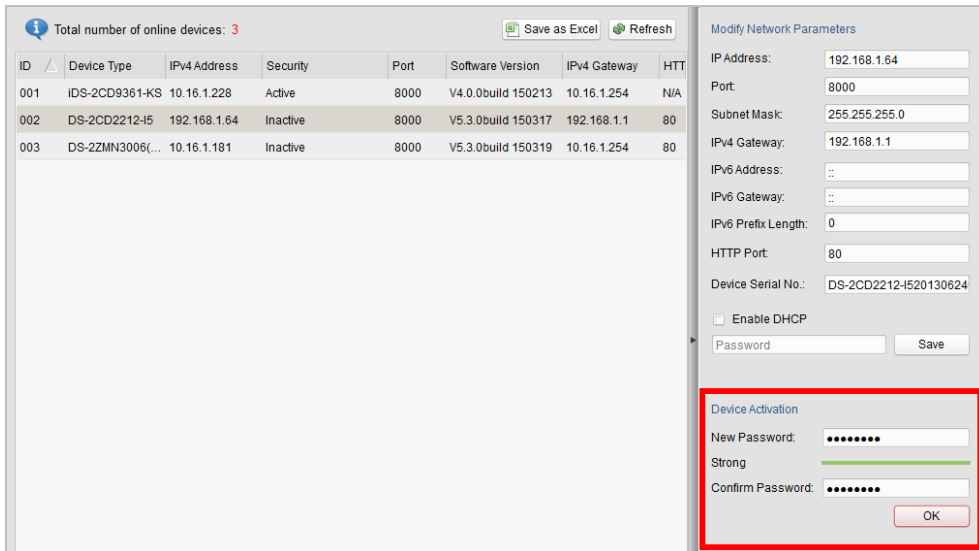 Total number of online devices: 3
Save as Excel
Refresh
ID Device Type IPv4 Address Security Port Software Version IPv4 Gateway HTT
001 iDS-2CD9361-KS 10.16.1.228 Active 8000 V4.0.0build 150213 10.16.1.254 N/A
002 DS-2CD2212-I5 192.168.1.64 Inactive 8000 V5.3.0build 150317 192.168.1.1 80
003 DS-2ZMN3006(... 10.16.1.181 Inactive 8000 V5.3.0build 150319 10.16.1.254 80
Modify Network Parameters
IP Address: 192.168.1.64
Port: 8000
Subnet Mask: 255.255.255.0
IPv4 Gateway: 192.168.1.1
IPv6 Address: ::
IPv6 Gateway: ::
IPv6 Prefix Length: 0
HTTP Port: 80
Device Serial No.: DS-2CD2212-I520130624
Enable DHCP
Password Save
Device Activation
New Password: ●●●●●●●●
Strong
Confirm Password: ●●●●●●●●
OK